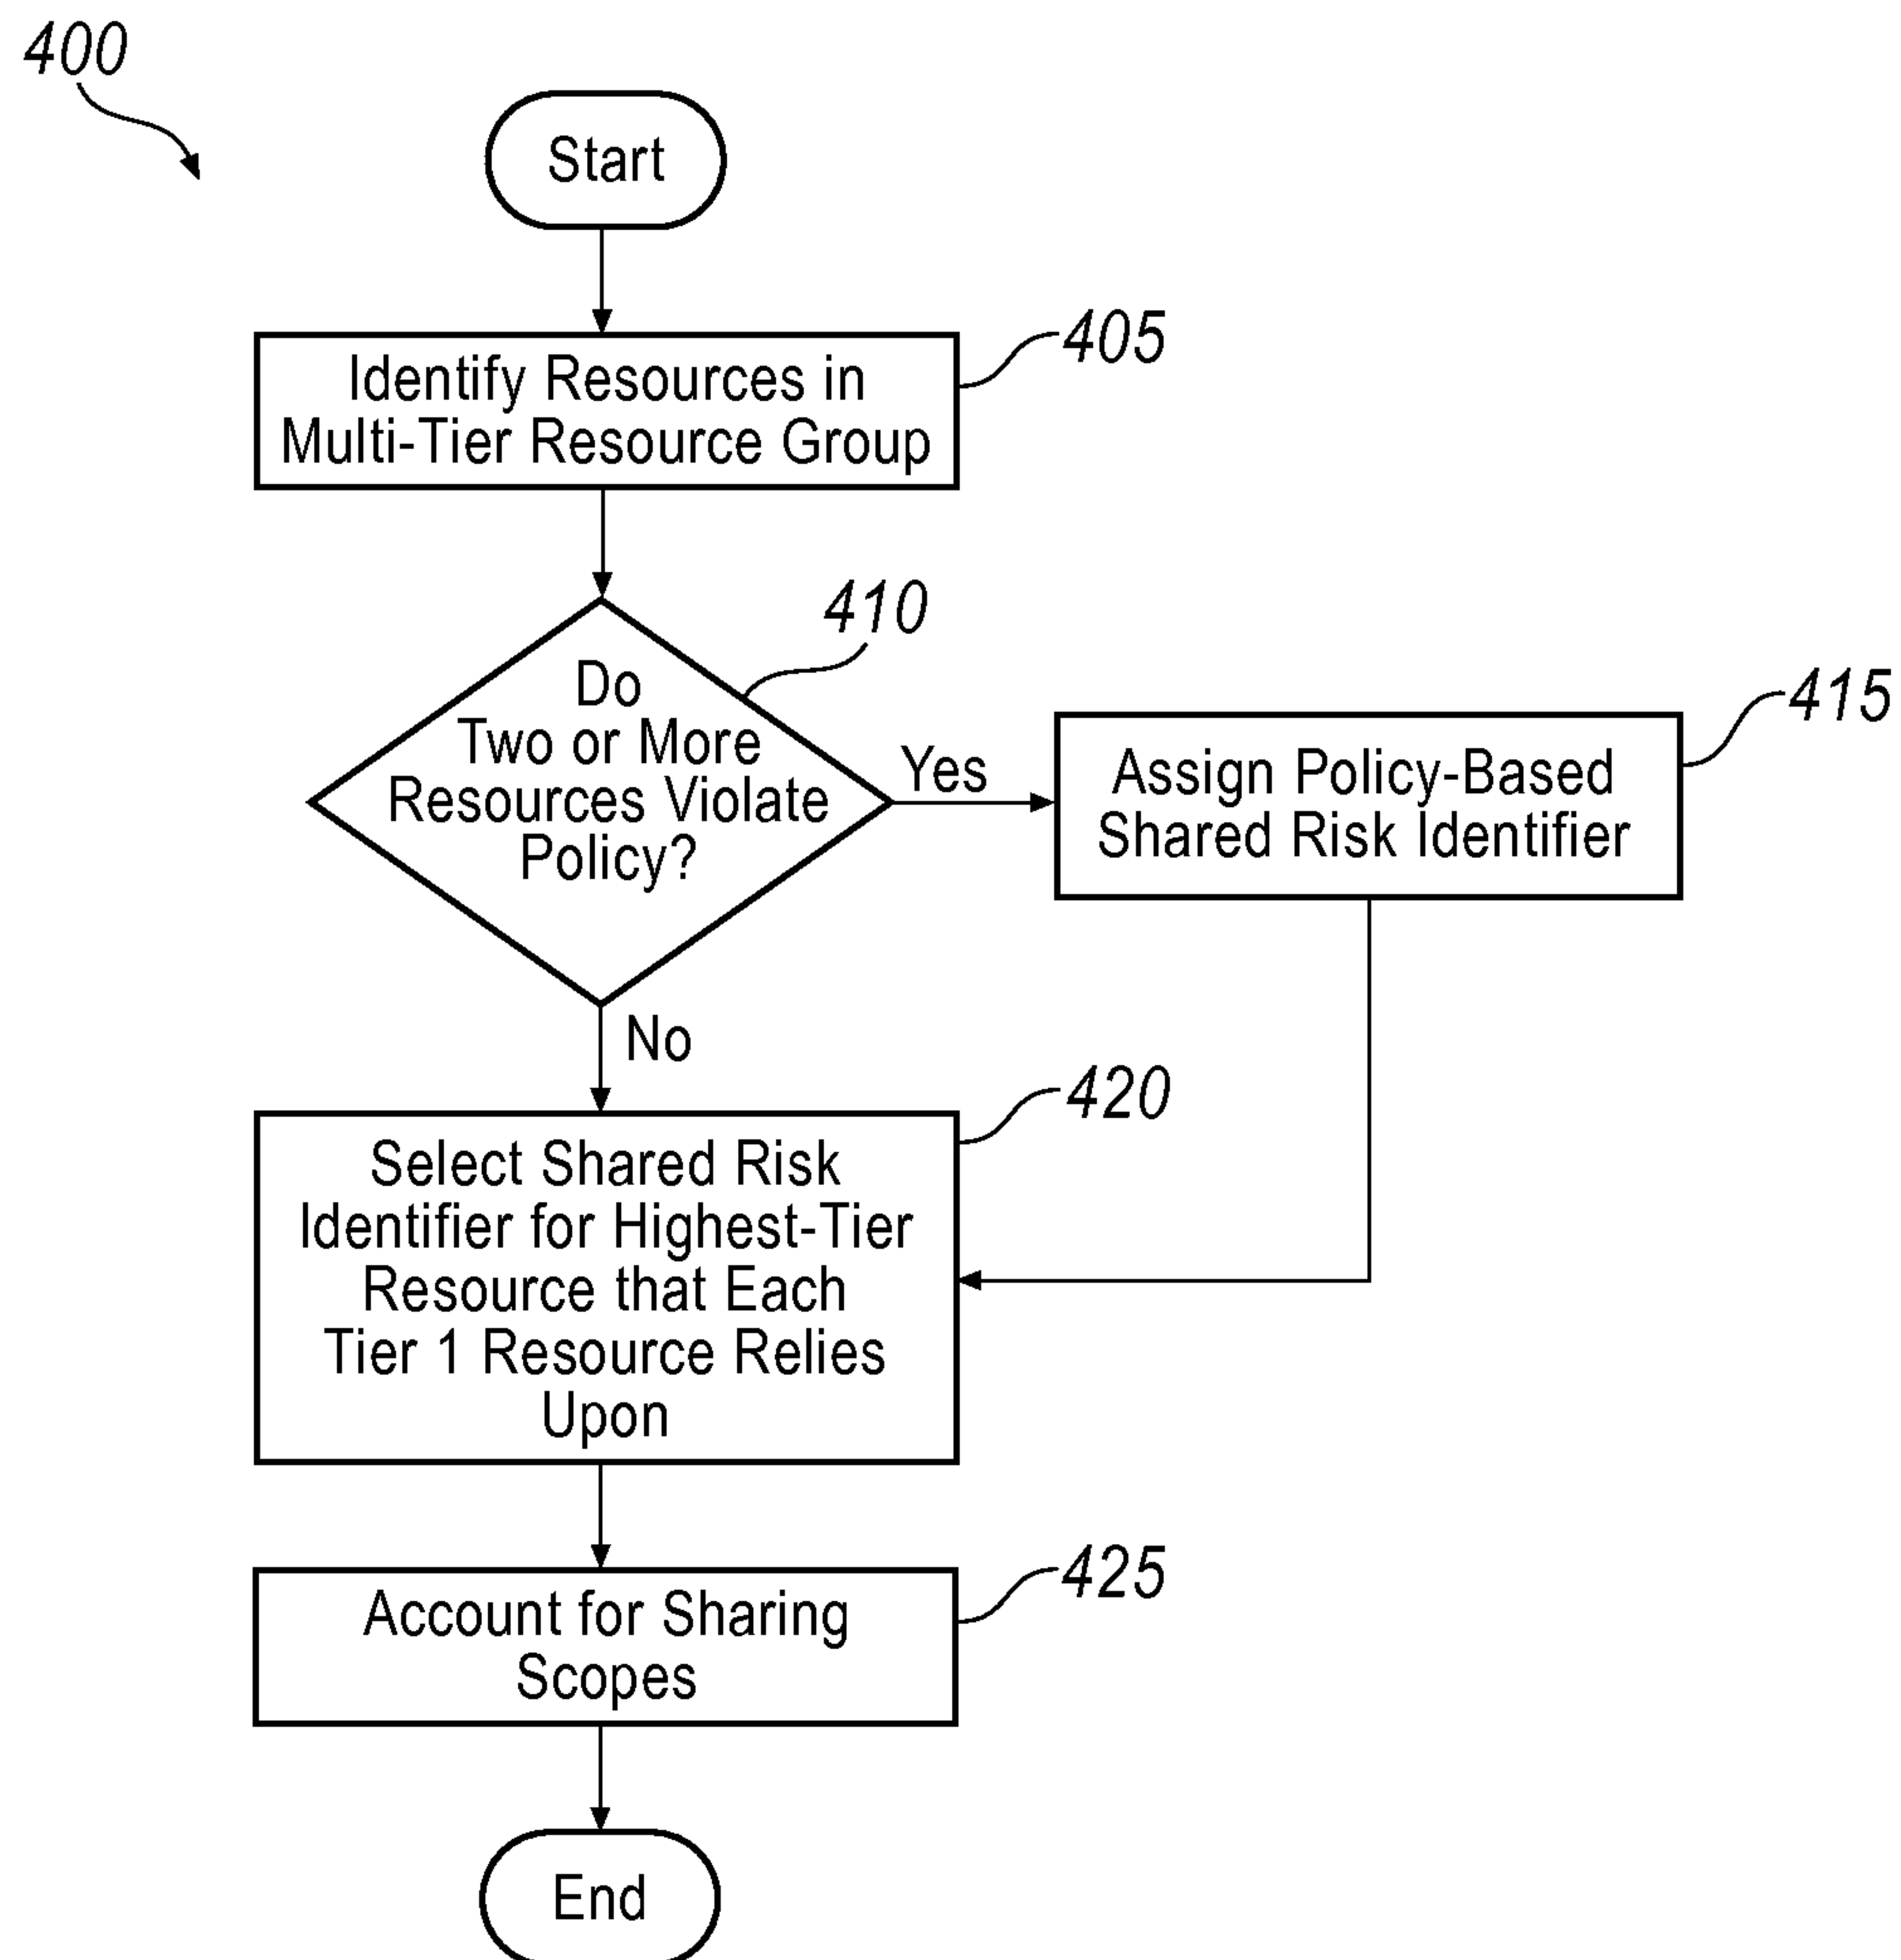 400
Start
Identify Resources in
Multi-Tier Resource Group
405
Do
Two or More
Resources Violate
Policy?
410
Yes
Assign Policy-Based
Shared Risk Identifier
415
No
Select Shared Risk
Identifier for Highest-Tier
Resource that Each
Tier 1 Resource Relies
Upon
420
Account for Sharing
Scopes
425
End